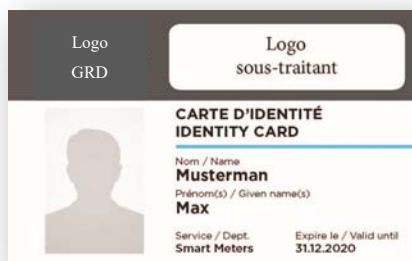 Logo
GRD
Logo
sous-traitant
CARTE D'IDENTITÉ
IDENTITY CARD
Nom / Name
Musterman
Prénom(s) / Given name(s)
Max
Service / Dept.
Smart Meters
Expire le / Valid until
31.12.2020